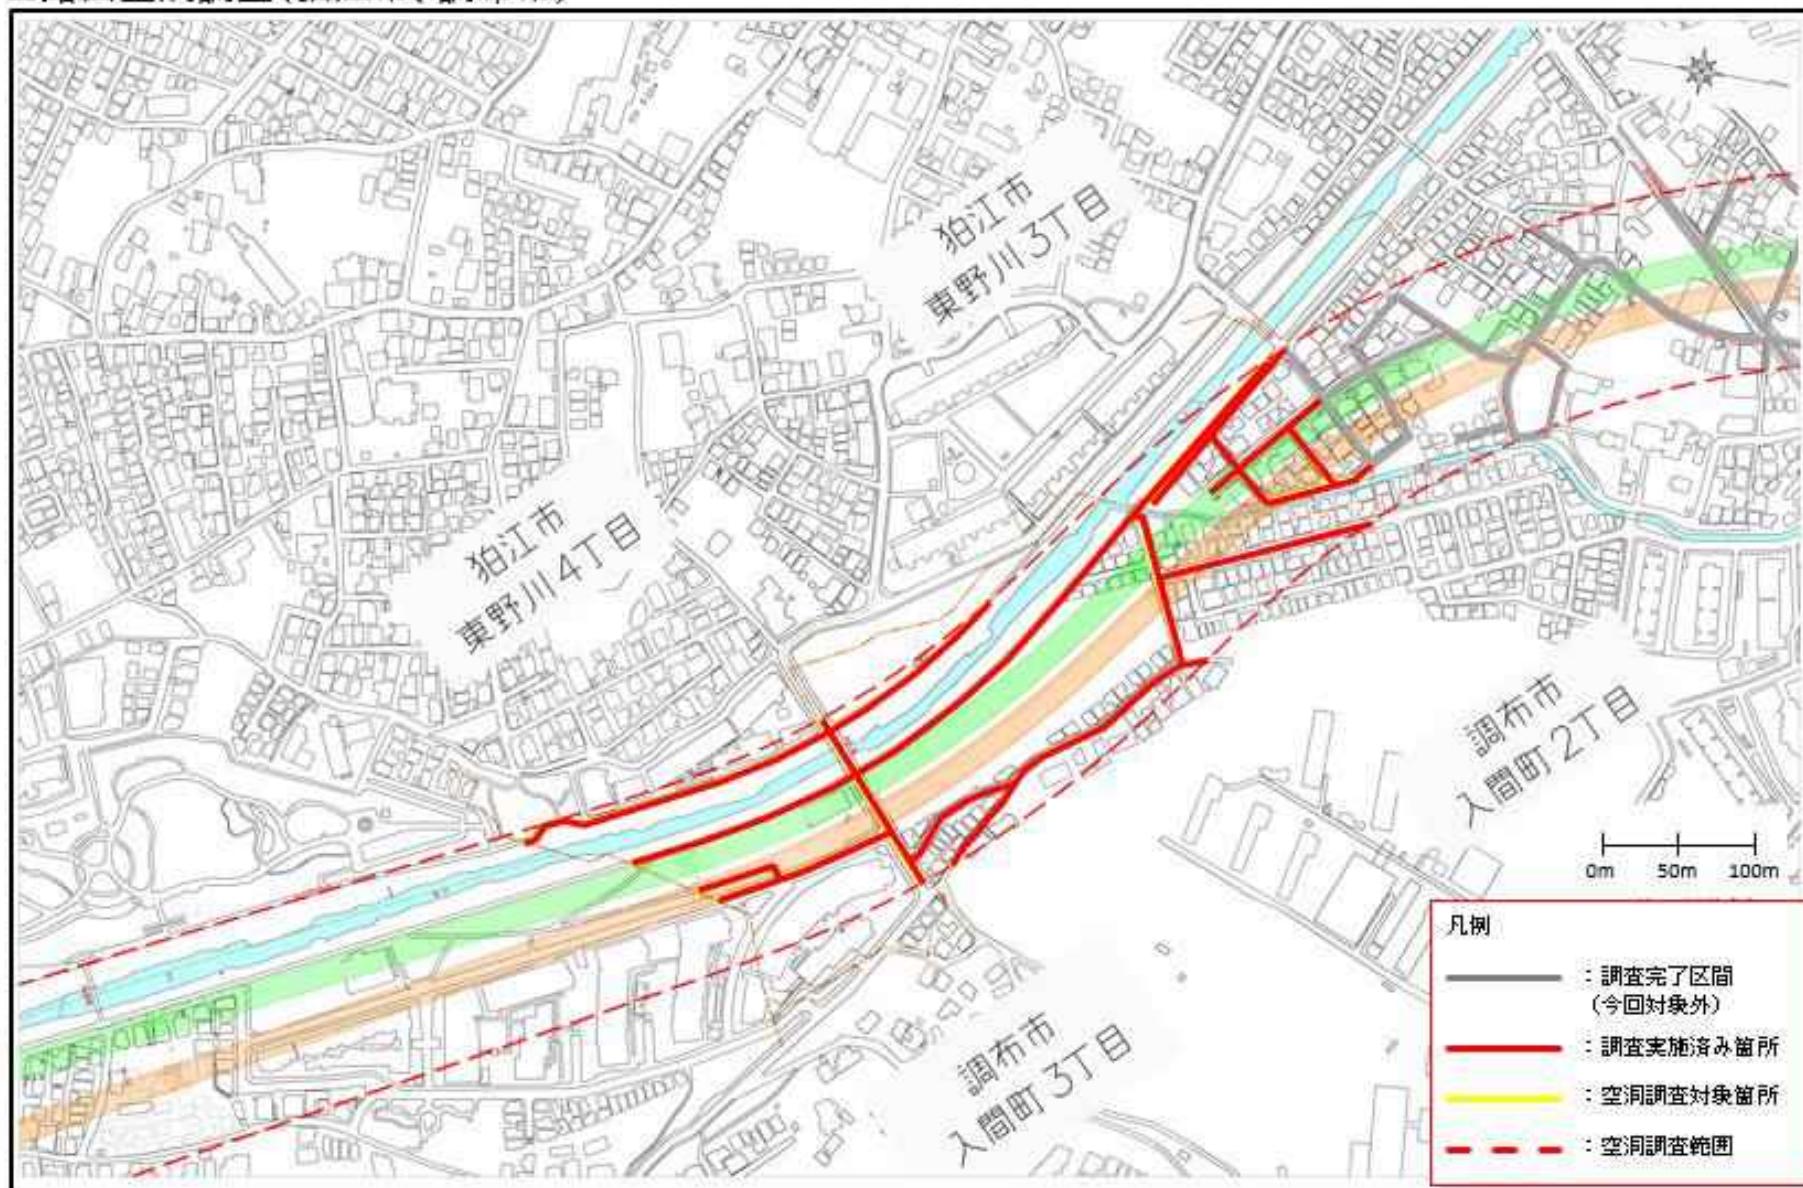 狛江市
東野川3丁目
狛江市
東野川4丁目
調布市
入間町2丁目
0m 50m 100m
調布市
入間町3丁目
凡例
：調査完了区間
（今回対象外）
：調査実施済み箇所
：空洞調査対象箇所
：空洞調査範囲